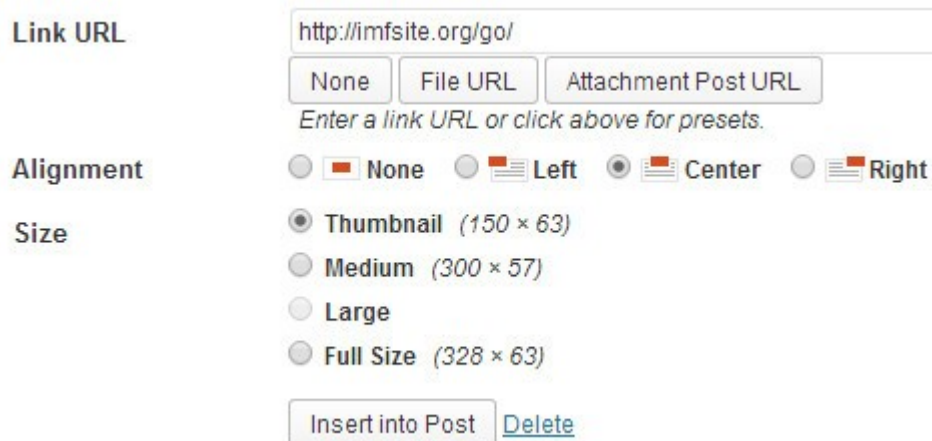 Link URL http://imfsite.org/go/
None File URL Attachment Post URL
Enter a link URL or click above for presets.
Alignment None Left Center Right
Size Thumbnail (150 × 63)
Medium (300 × 57)
Large
Full Size (328 × 63)
Insert into Post Delete